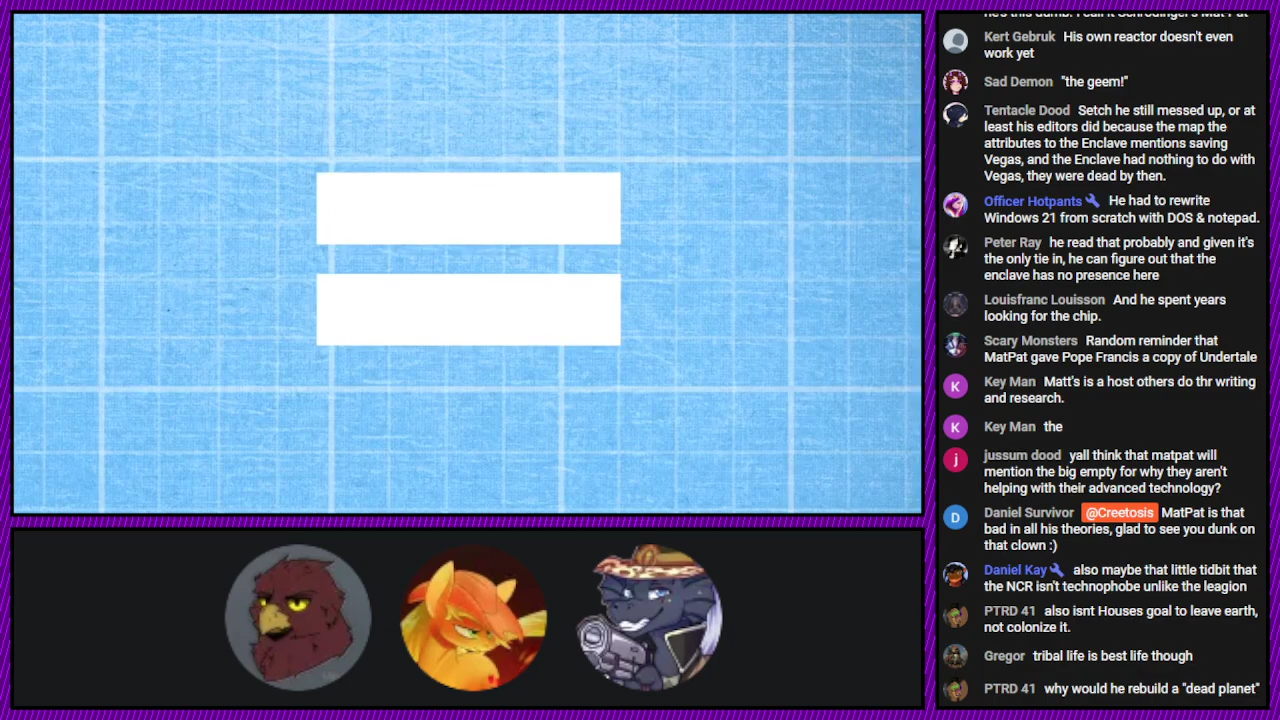 Kert Gebruk His own reactor doesn't even
work yet
Sad Demon "the geem!"
Tentacle Dood Setch he still messed up, or at
least his editors did because the map the
attributes to the Enclave mentions saving
Vegas, and the Enclave had nothing to do with
Vegas, they were dead by then.
Officer Hotpants He had to rewrite
Windows 21 from scratch with DOS & notepad.
Peter Ray he read that probably and given it's
the only tie in, he can figure out that the
enclave has no presence here
Louisfranc Louisson And he spent years
looking for the chip.
Scary Monsters Random reminder that
MatPat gave Pope Francis a copy of Undertale
K
Key Man Matt's is a host others do thr writing
and research.
K
Key Man the
j
jussum dood yall think that matpat will
mention the big empty for why they aren't
helping with their advanced technology?
D
Daniel Survivor @Creetosis MatPat is that
bad in all his theories, glad to see you dunk on
that clown :)
Daniel Kay also maybe that little tidbit that
the NCR isn't technophobe unlike the leagion
PTRD 41 also isnt Houses goal to leave earth,
not colonize it.
Gregor tribal life is best life though
PTRD 41 why would he rebuild a "dead planet"